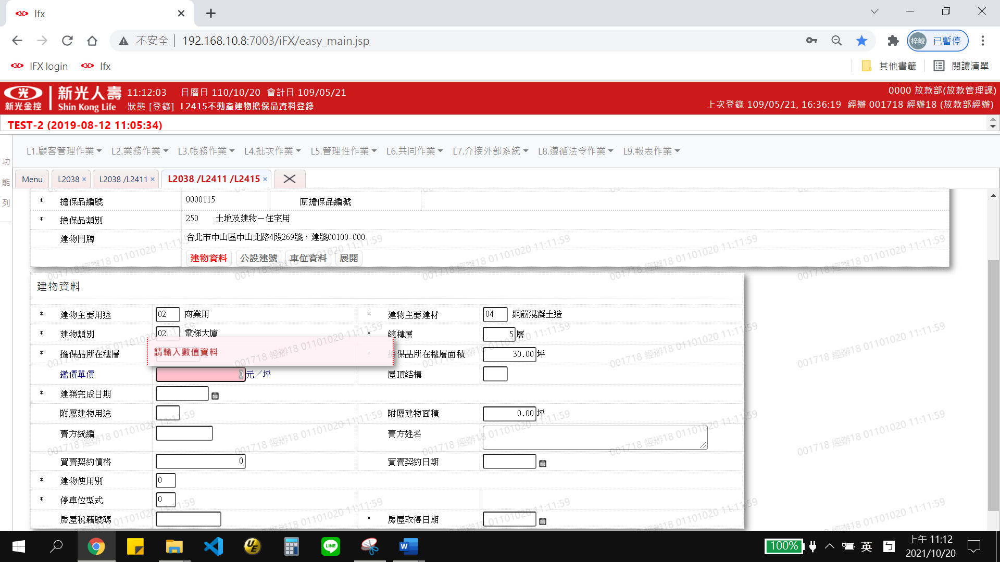 lfx
不安全 192.168.10.8:7003/iFX/easy_main.jsp 梓峻 已暫停
IFX login lfx 其他書籤 閱讀清單
光 新光金控 新光人壽 Shin Kong Life
11:12:03 日曆日 110/10/20 會計日 109/05/21 0000 放款部(放款管理課)
狀態 [登錄] L2415不動產建物擔保品資料登錄 上次登錄 109/05/21, 16:36:19 經辦 001718 經辦18 (放款部經辦)
TEST-2 (2019-08-12 11:05:34)
功能列
L1.顧客管理作業 L2.業務作業 L3.帳務作業 L4.批次作業 L5.管理性作業 L6.共同作業 L7.介接外部系統 L8.遵循法令作業 L9.報表作業
Menu L2038 × L2038 /L2411 × L2038 /L2411 /L2415 ×
* 擔保品編號 0000115 原擔保品編號
* 擔保品類別 250 土地及建物－住宅用
建物門牌 台北市中山區中山北路4段269號，建號00100-000
建物資料 公設建號 車位資料 展開
建物資料
* 建物主要用途 02 商業用 * 建物主要建材 04 鋼筋混凝土造
* 建物類別 02 電梯大廈 * 總樓層 5 層
* 擔保品所在樓層 請輸入數值資料 擔保品所在樓層面積 30.00 坪
鑑價單價 0 元／坪 屋頂結構
* 建築完成日期
附屬建物用途 附屬建物面積 0.00 坪
賣方統編 賣方姓名
買賣契約價格 0 買賣契約日期
* 建物使用別 0
* 停車位型式 0
房屋稅籍號碼 * 房屋取得日期
001718 經辦18 01101020 11:11:59
100% 英 ㄅ 上午 11:12
2021/10/20
UE LINE W